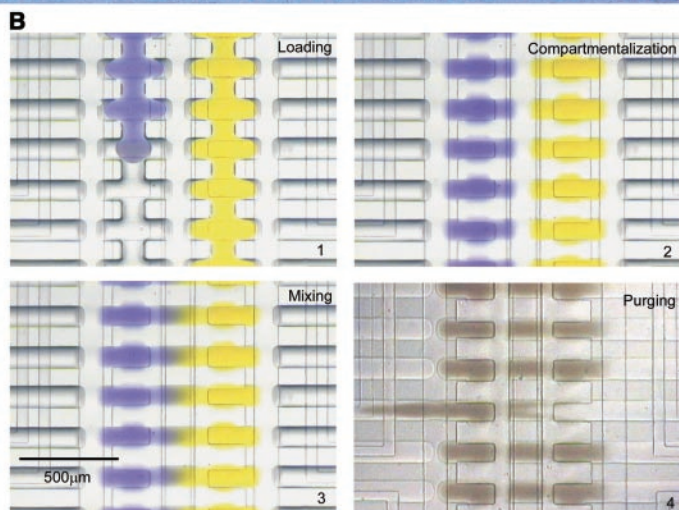 B
Loading
1
Compartmentalization
2
Mixing
500μm
3
Purging
4